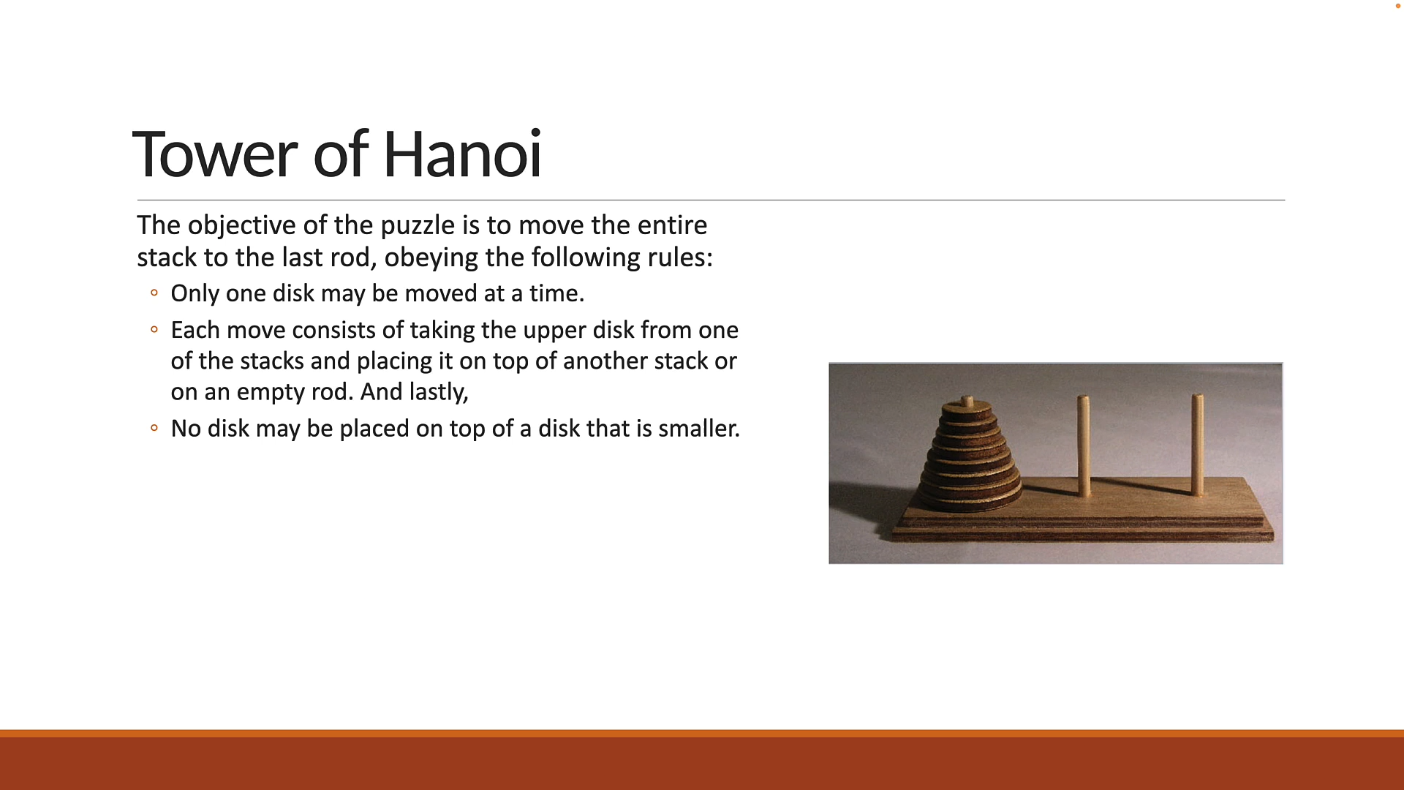 Tower of Hanoi
The objective of the puzzle is to move the entire
stack to the last rod, obeying the following rules:
◦ Only one disk may be moved at a time.
◦ Each move consists of taking the upper disk from one
of the stacks and placing it on top of another stack or
on an empty rod. And lastly,
◦ No disk may be placed on top of a disk that is smaller.